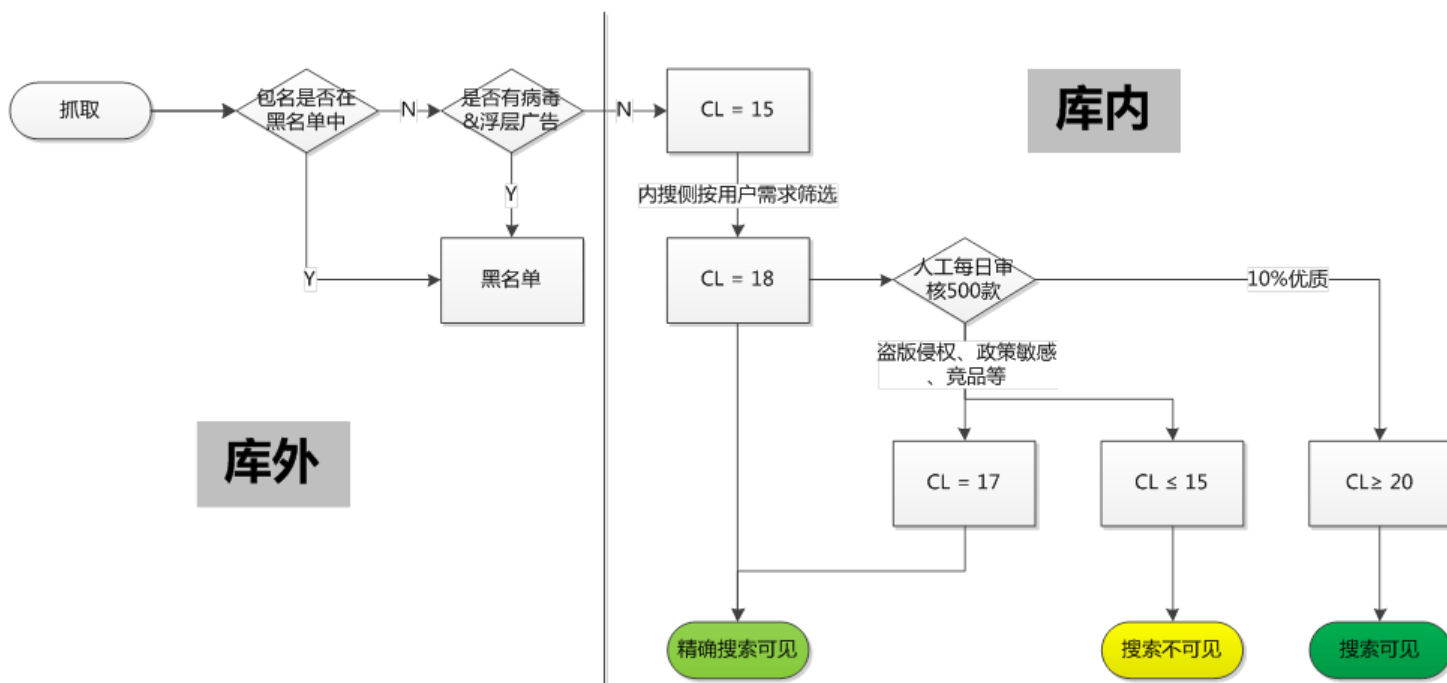 抓取
包名是否在
黑名单中
N
是否有病毒
&浮层广告
N
CL = 15
库内
Y
内搜侧按用户需求筛选
Y
黑名单
CL = 18
人工每日审
核500款
10%优质
盗版侵权、政策敏感
、竞品等
库外
CL = 17
CL ≤ 15
CL≥ 20
精确搜索可见
搜索不可见
搜索可见